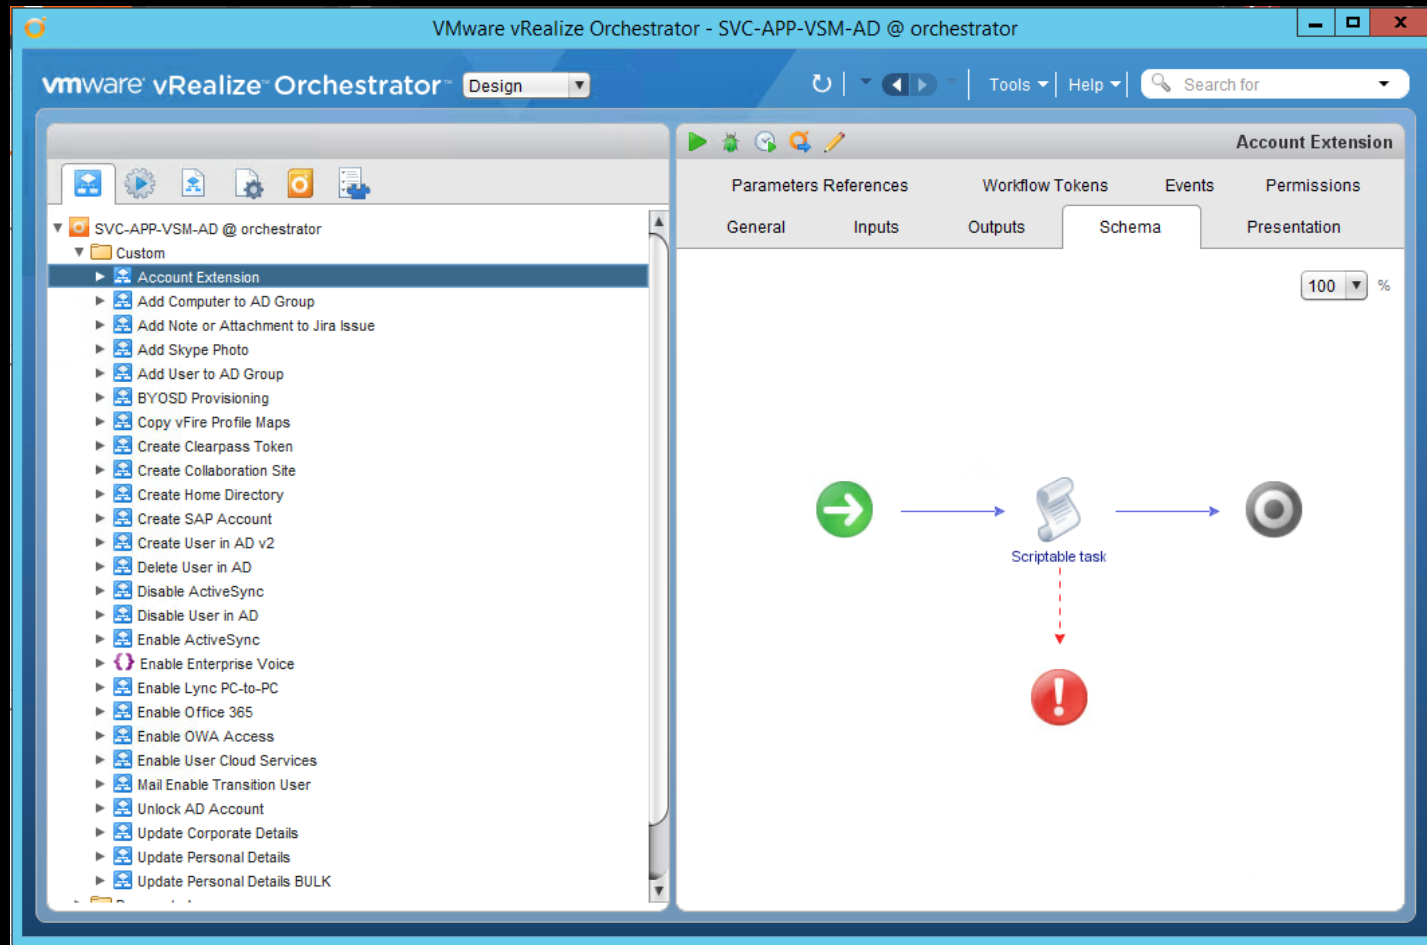 VMware vRealize Orchestrator - SVC-APP-VSM-AD @ orchestrator
vmware vRealize Orchestrator Design
Tools Help Search for
Account Extension
Parameters References Workflow Tokens Events Permissions
General Inputs Outputs Schema Presentation
100 %
SVC-APP-VSM-AD @ orchestrator
Custom
Account Extension
Add Computer to AD Group
Add Note or Attachment to Jira Issue
Add Skype Photo
Add User to AD Group
BYOSD Provisioning
Copy vFire Profile Maps
Create Clearpass Token
Create Collaboration Site
Create Home Directory
Create SAP Account
Create User in AD v2
Delete User in AD
Disable ActiveSync
Disable User in AD
Enable ActiveSync
Enable Enterprise Voice
Enable Lync PC-to-PC
Enable Office 365
Enable OWA Access
Enable User Cloud Services
Mail Enable Transition User
Unlock AD Account
Update Corporate Details
Update Personal Details
Update Personal Details BULK
Scriptable task